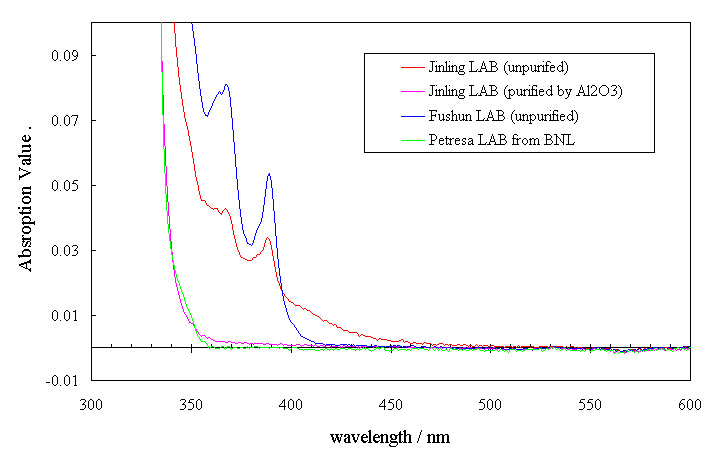 0.09
0.07
0.05
0.03
0.01
-0.01
Absroption Value .
Jinling LAB (unpurifed)
Jinling LAB (purified by Al2O3)
Fushun LAB (unpurified)
Petresa LAB from BNL
300 350 400 450 500 550 600
wavelength / nm